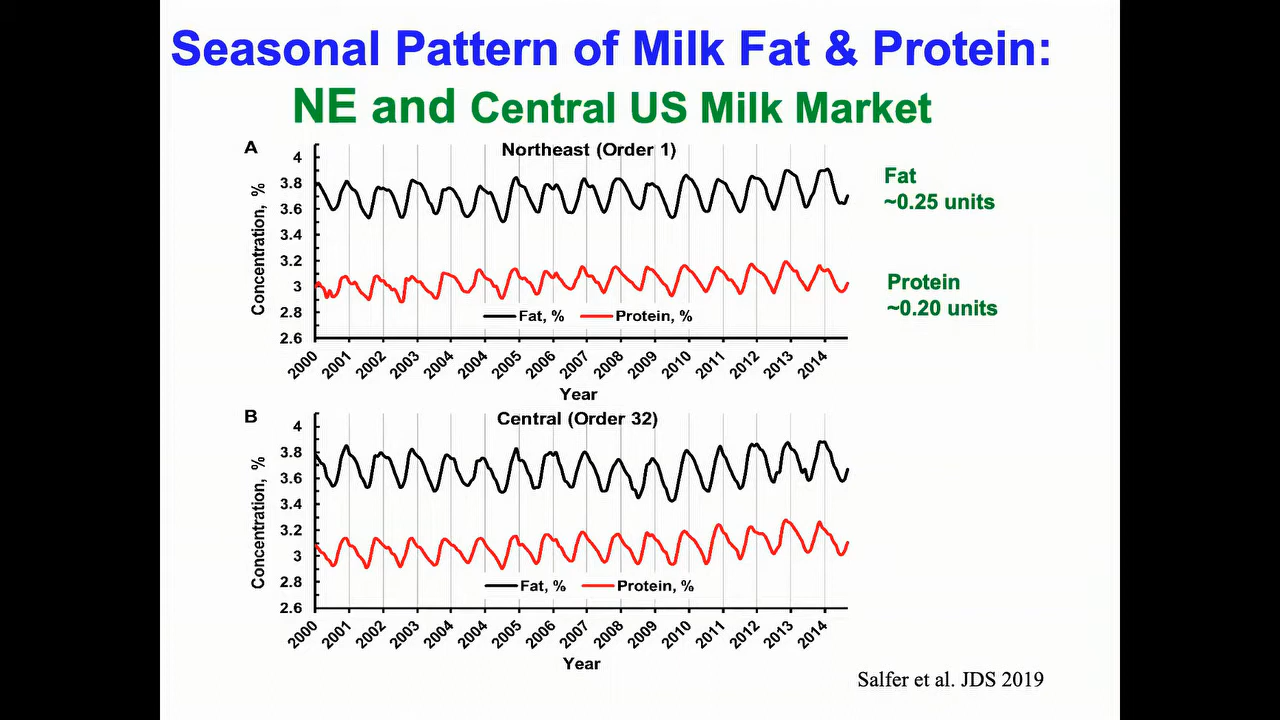 Seasonal Pattern of Milk Fat & Protein:
NE and Central US Milk Market
A
Northeast (Order 1)
4
3.8
3.6
3.4
3.2
3
2.8
2.6
Concentration, %
Fat, %
Protein, %
2000 2001 2002 2003 2004 2004 2005 2006 2007 2008 2009 2010 2011 2012 2013 2014
Year
Fat
~0.25 units
Protein
~0.20 units
B
Central (Order 32)
4
3.8
3.6
3.4
3.2
3
2.8
2.6
Concentration, %
Fat, %
Protein, %
2000 2001 2002 2003 2004 2004 2005 2006 2007 2008 2009 2010 2011 2012 2013 2014
Year
Salfer et al. JDS 2019